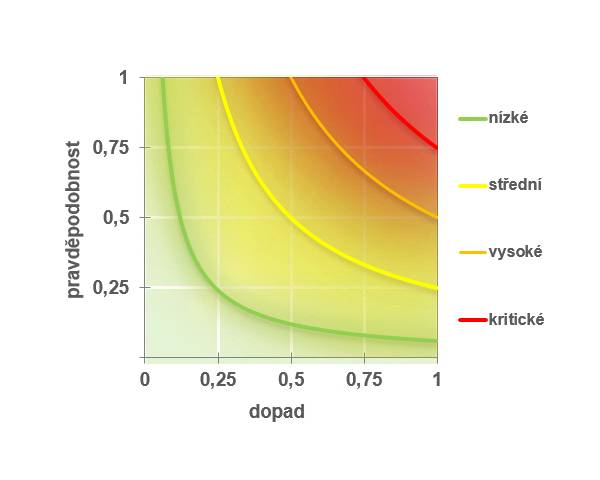 1
0,75
0,5
0,25
pravděpodobnost
0 0,25 0,5 0,75 1
dopad
nízké
střední
vysoké
kritické